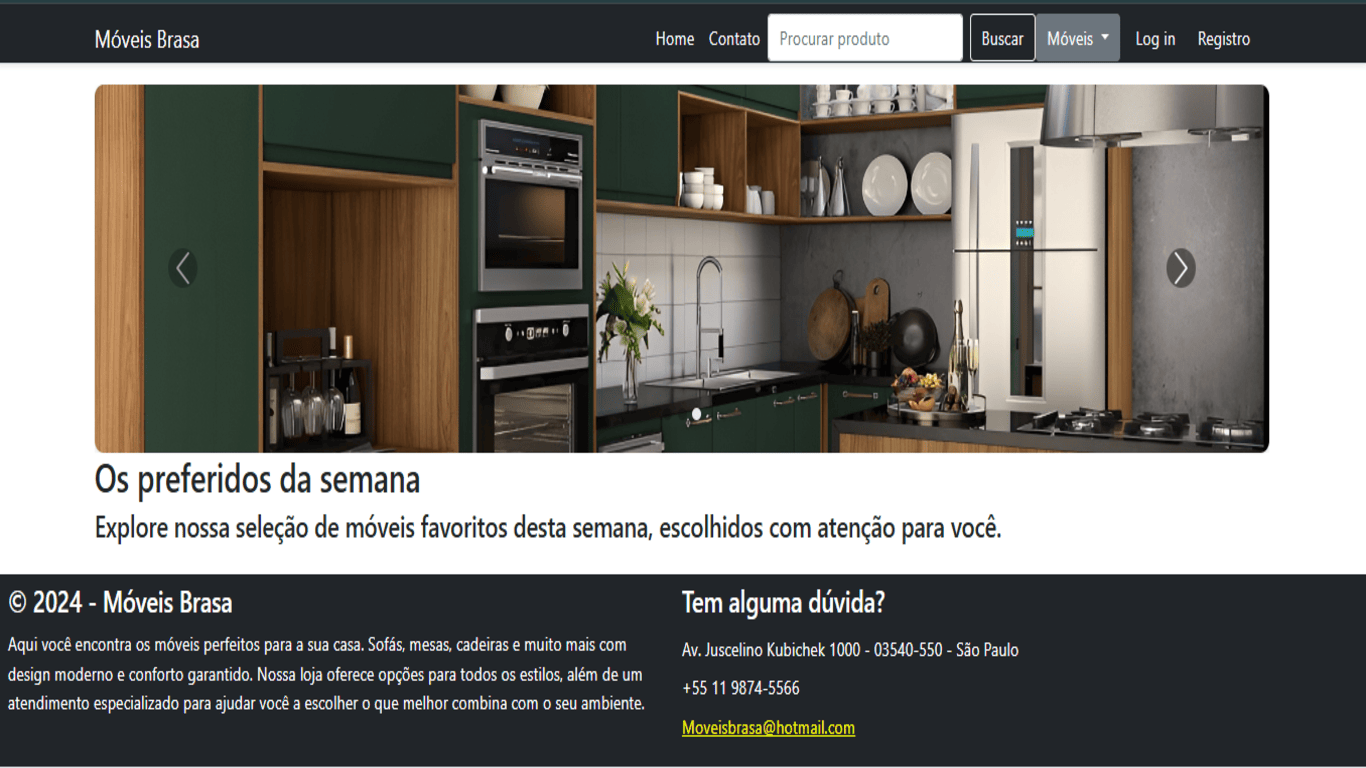 Móveis Brasa
Home Contato Procurar produto Buscar Móveis Log in Registro
Os preferidos da semana
Explore nossa seleção de móveis favoritos desta semana, escolhidos com atenção para você.
© 2024 - Móveis Brasa
Aqui você encontra os móveis perfeitos para a sua casa. Sofás, mesas, cadeiras e muito mais com
design moderno e conforto garantido. Nossa loja oferece opções para todos os estilos, além de um
atendimento especializado para ajudar você a escolher o que melhor combina com o seu ambiente.
Tem alguma dúvida?
Av. Juscelino Kubichek 1000 - 03540-550 - São Paulo
+55 11 9874-5566
Moveisbrasa@hotmail.com